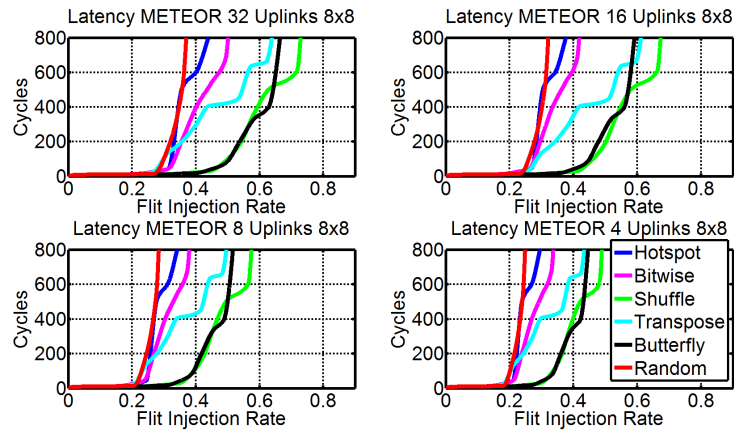 Latency METEOR 32 Uplinks 8x8
Cycles
800
600
400
200
0
0 0.2 0.4 0.6 0.8
Flit Injection Rate
Latency METEOR 16 Uplinks 8x8
Cycles
800
600
400
200
0
0 0.2 0.4 0.6 0.8
Flit Injection Rate
Latency METEOR 8 Uplinks 8x8
Cycles
800
600
400
200
0
0 0.2 0.4 0.6 0.8
Flit Injection Rate
Latency METEOR 4 Uplinks 8x8
Cycles
800
600
400
200
0
0 0.2 0.4 0.6 0.8
Flit Injection Rate
Hotspot
Bitwise
Shuffle
Transpose
Butterfly
Random